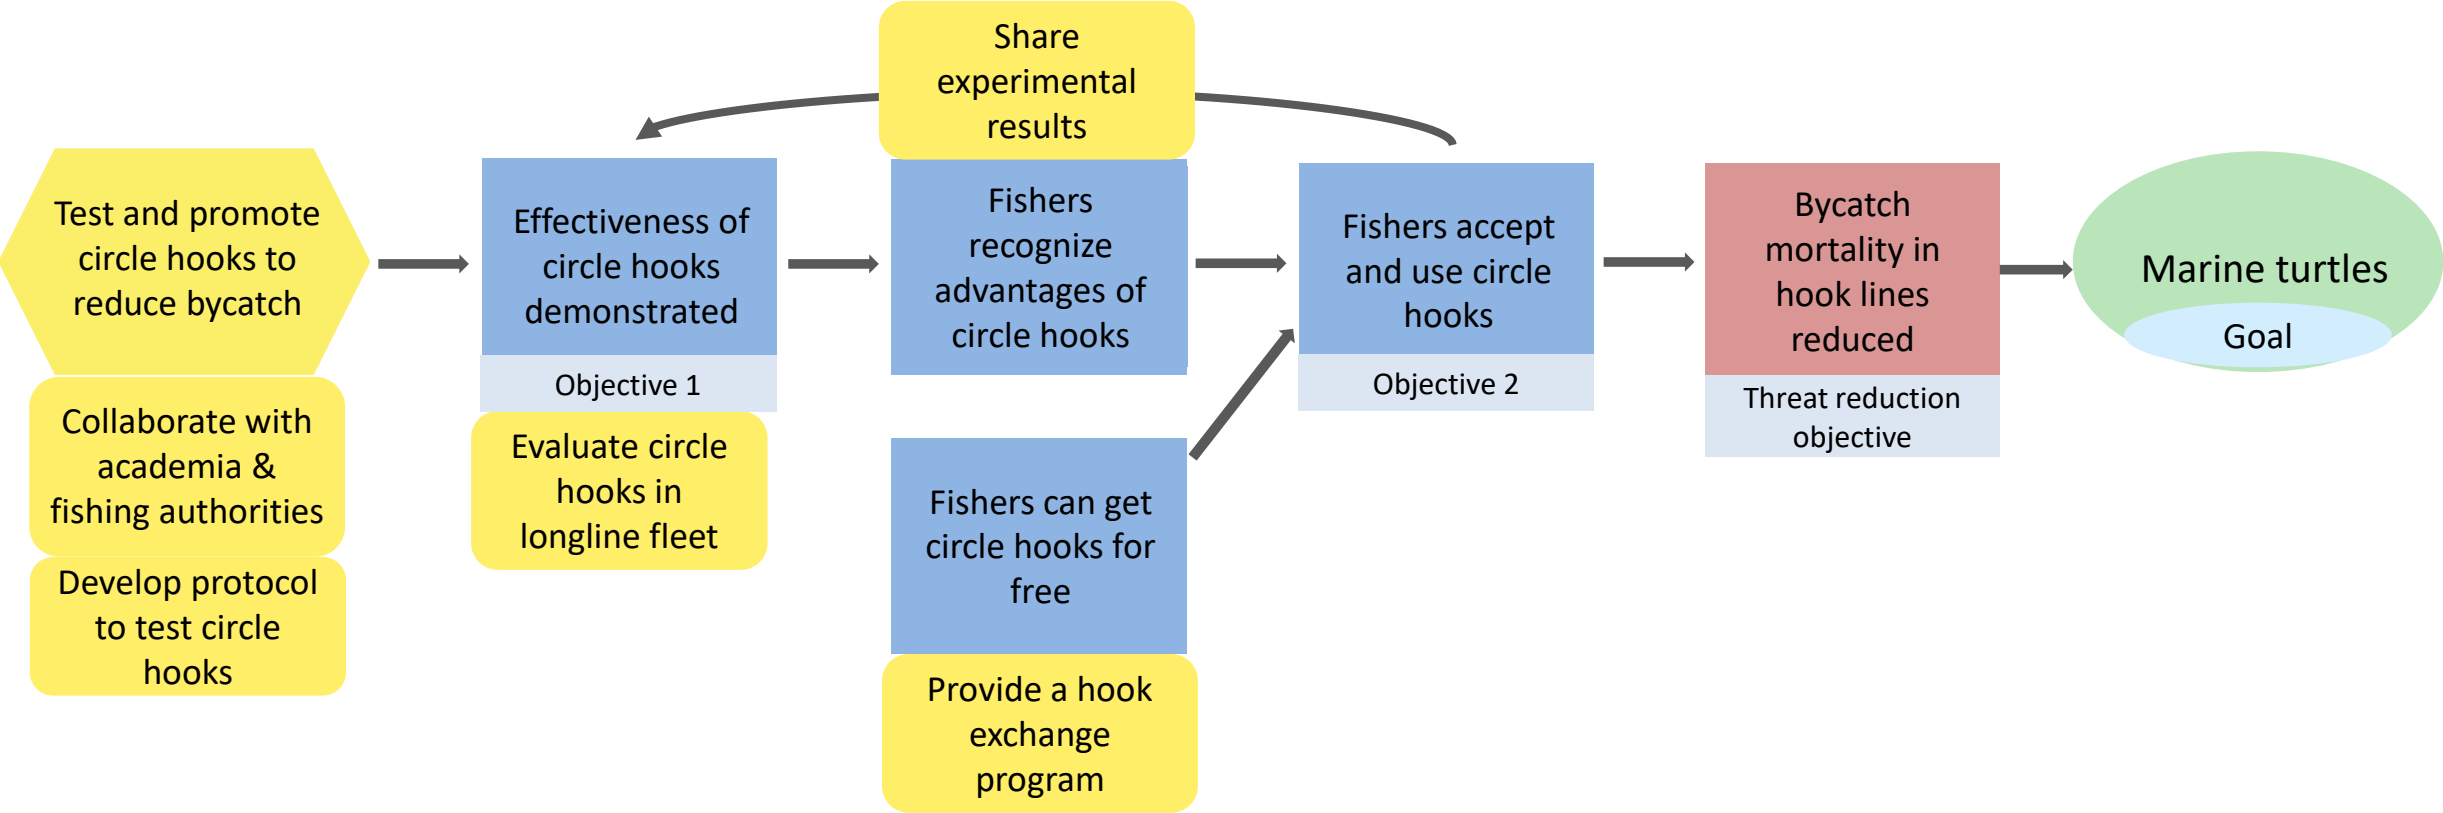 Share
experimental
results
Test and promote
circle hooks to
reduce bycatch
Collaborate with
academia &
fishing authorities
Develop protocol
to test circle
hooks
Effectiveness of
circle hooks
demonstrated
Objective 1
Evaluate circle
hooks in
longline fleet
Fishers
recognize
advantages of
circle hooks
Fishers can get
circle hooks for
free
Provide a hook
exchange
program
Fishers accept
and use circle
hooks
Objective 2
Bycatch
mortality in
hook lines
reduced
Threat reduction
objective
Marine turtles
Goal